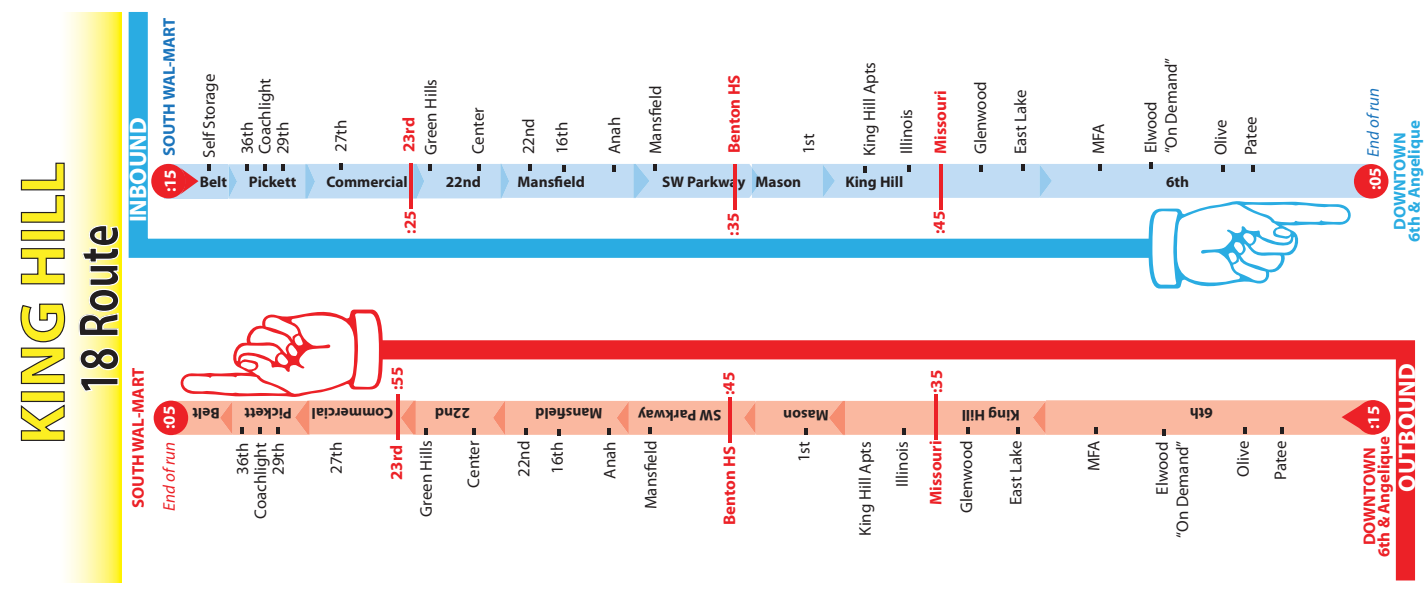 KING HILL
18 Route
INBOUND
SOUTH WAL-MART
:15
Self Storage
36th
Coachlight
29th
27th
23rd
Green Hills
Center
22nd
16th
Anah
Mansfield
Benton HS
1st
King Hill Apts
Illinois
Missouri
Glenwood
East Lake
MFA
Elwood
“On Demand”
Olive
Patee
End of run
Belt
Pickett
Commercial
22nd
Mansfield
SW Parkway
Mason
King Hill
6th
:25
:35
:45
:05
DOWNTOWN
6th & Angelique
SOUTH WAL-MART
End of run
:05
:55
:45
:35
:15
Belt
Pickett
Commercial
22nd
Mansfield
SW Parkway
Mason
King Hill
6th
36th
Coachlight
29th
27th
23rd
Green Hills
Center
22nd
16th
Anah
Mansfield
Benton HS
1st
King Hill Apts
Illinois
Missouri
Glenwood
East Lake
MFA
Elwood
“On Demand”
Olive
Patee
DOWNTOWN
6th & Angelique
OUTBOUND